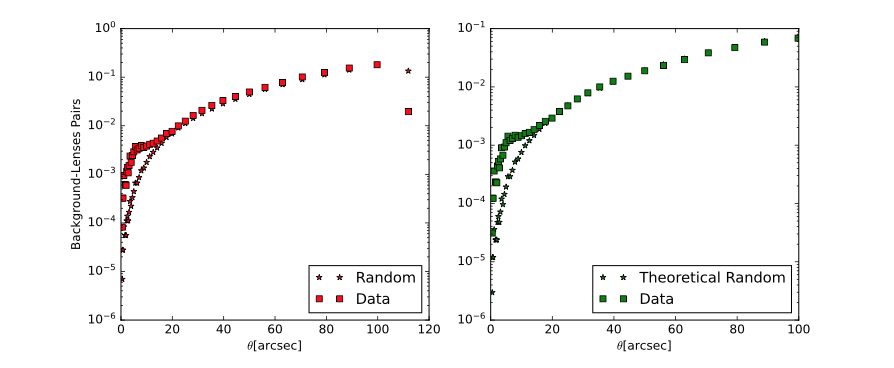 10⁰
10⁻¹
10⁻²
10⁻³
10⁻⁴
10⁻⁵
10⁻⁶
Background-Lenses Pairs
0 20 40 60 80 100 120
θ[arcsec]
Random
Data
10⁻¹
10⁻²
10⁻³
10⁻⁴
10⁻⁵
10⁻⁶
0 20 40 60 80 100
θ[arcsec]
Theoretical Random
Data